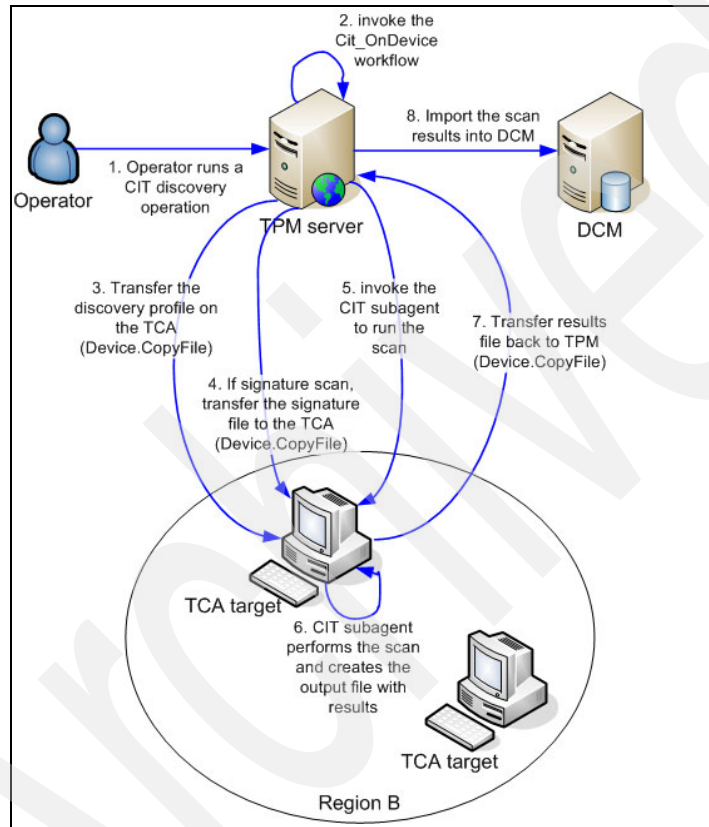 2. invoke the
Cit_OnDevice
workflow
8. Import the scan
results into DCM
1. Operator runs a
CIT discovery
operation
Operator
TPM server
DCM
3. Transfer the
discovery profile on
the TCA
(Device.CopyFile)
5. invoke the
CIT subagent
to run the
scan
7. Transfer results
file back to TPM
(Device.CopyFile)
4. If signature scan,
transfer the signature
file to the TCA
(Device.CopyFile)
TCA target
6. CIT subagent
performs the scan
and creates the
output file with
results
TCA target
Region B